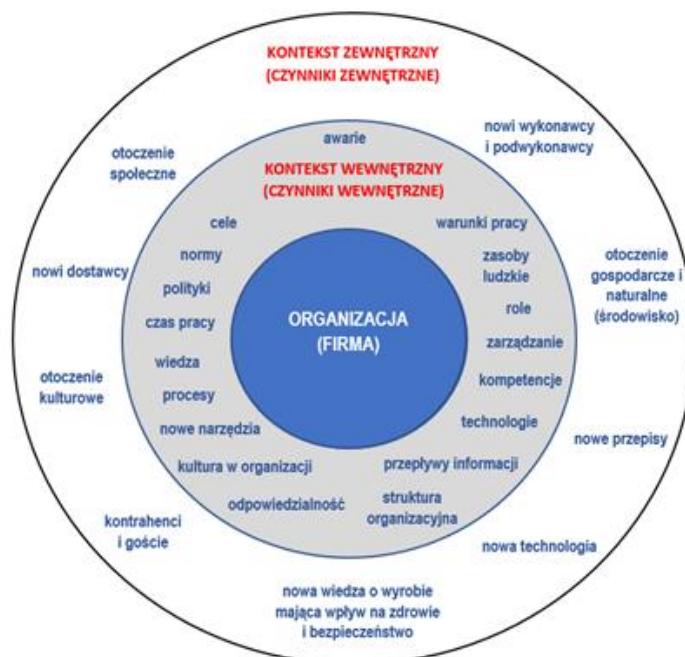 KONTEKST ZEWNĘTRZNY
(CZYNNIKI ZEWNĘTRZNE)
nowi wykonawcy
i podwykonawcy
otoczenie
społeczne
awarie
KONTEKST WEWNĘTRZNY
(CZYNNIKI WEWNĘTRZNE)
cele
warunki pracy
normy
zasoby
ludzkie
nowi dostawcy
polityki
otoczenie
gospodarcze i
naturalne
(środowisko)
role
czas pracy
ORGANIZACJA
(FIRMA)
zarządzanie
wiedza
kompetencje
otoczenie
kulturowe
procesy
technologie
nowe narzędzia
nowe przepisy
kultura w organizacji
przepływy informacji
odpowiedzialność
struktura
organizacyjna
kontrahenci
i goście
nowa technologia
nowa wiedza o wyrobie
mająca wpływ na zdrowie
i bezpieczeństwo